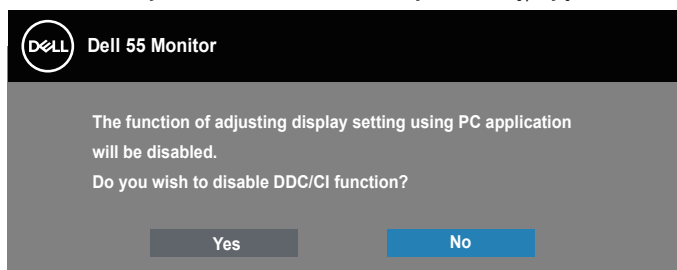 DELL
Dell 55 Monitor
The function of adjusting display setting using PC application
will be disabled.
Do you wish to disable DDC/CI function?
Yes
No